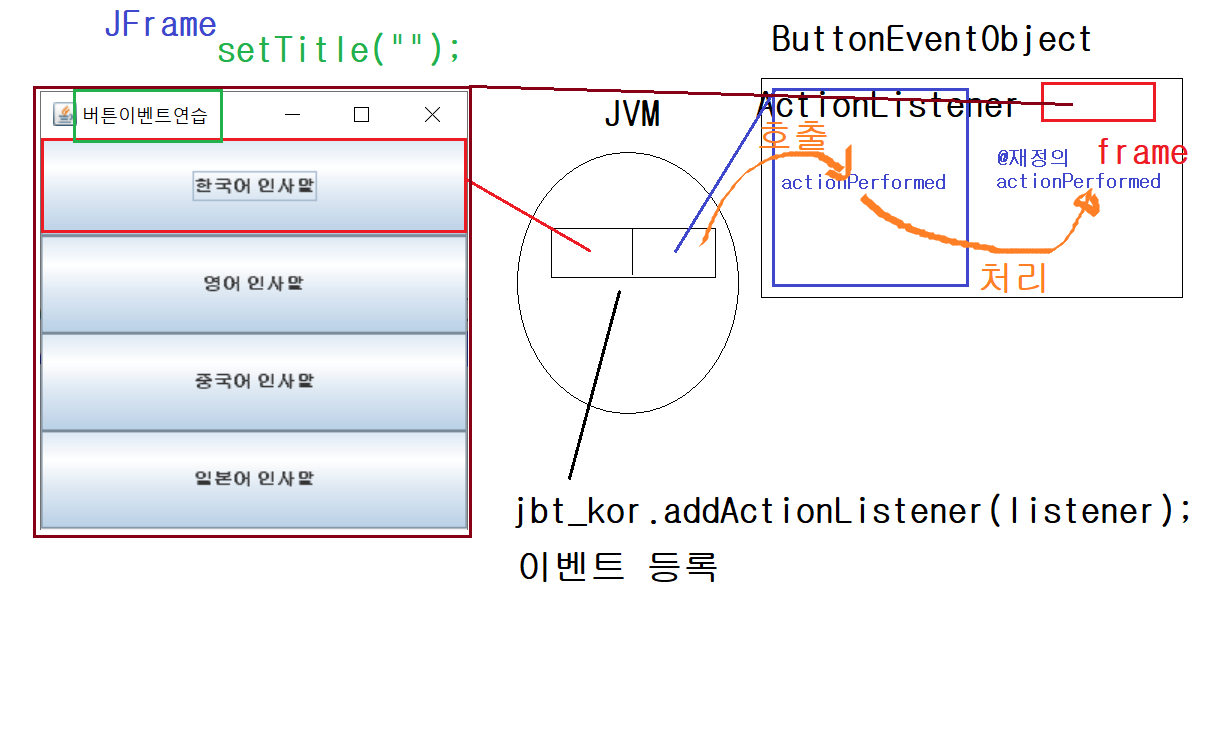 JFrame
setTitle("");
버튼이벤트연습
한국어 인사말
영어 인사말
중국어 인사말
일본어 인사말
JVM
ButtonEventObject
ActionListener
호출
actionPerformed
@재정의
actionPerformed
frame
처리
jbt_kor.addActionListener(listener);
이벤트 등록